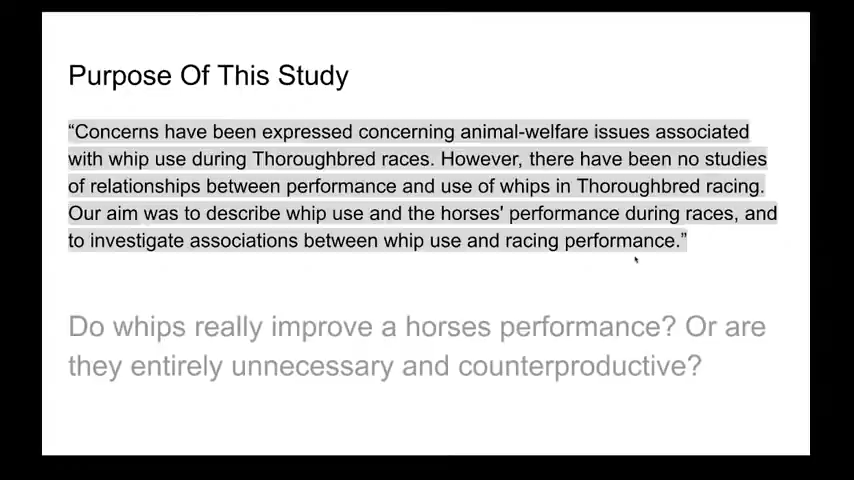 Purpose Of This Study
“Concerns have been expressed concerning animal-welfare issues associated
with whip use during Thoroughbred races. However, there have been no studies
of relationships between performance and use of whips in Thoroughbred racing.
Our aim was to describe whip use and the horses' performance during races, and
to investigate associations between whip use and racing performance.”
Do whips really improve a horses performance? Or are
they entirely unnecessary and counterproductive?